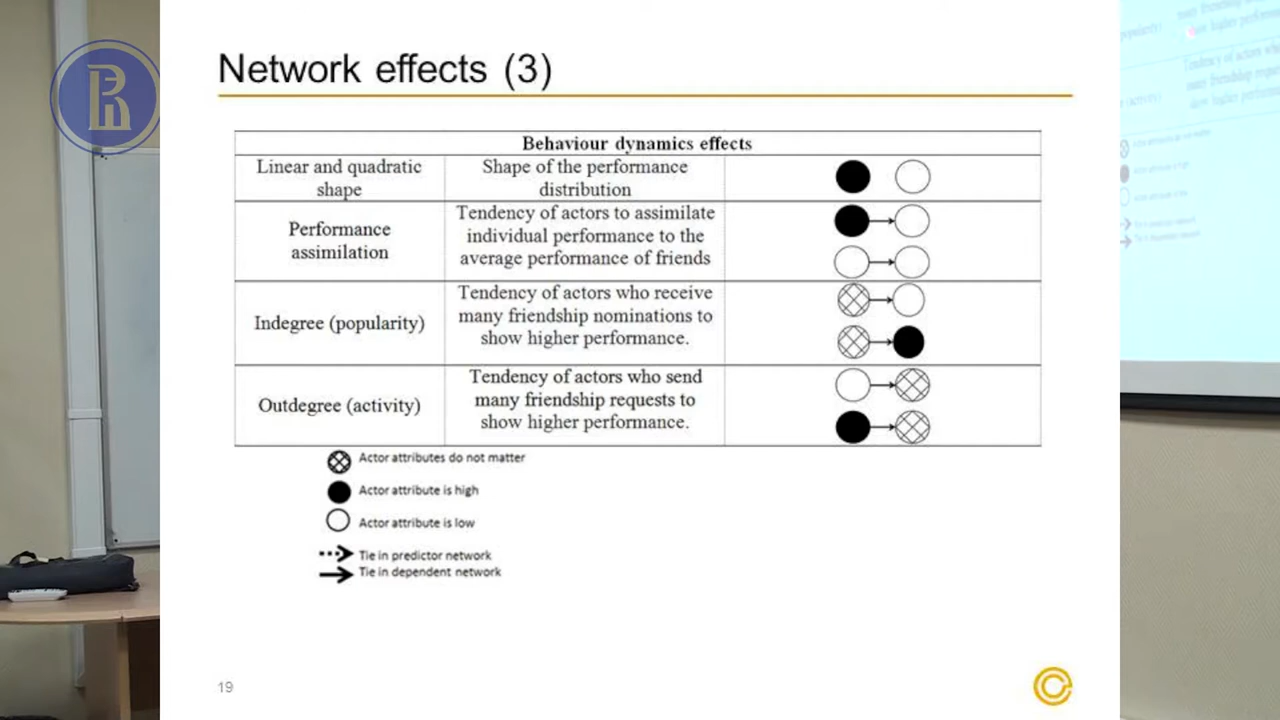 Network effects (3)
Behaviour dynamics effects
Linear and quadratic
shape
Shape of the performance
distribution
Performance
assimilation
Tendency of actors to assimilate
individual performance to the
average performance of friends
Indegree (popularity)
Tendency of actors who receive
many friendship nominations to
show higher performance.
Outdegree (activity)
Tendency of actors who send
many friendship requests to
show higher performance.
Actor attributes do not matter
Actor attribute is high
Actor attribute is low
Tie in predictor network
Tie in dependent network
19